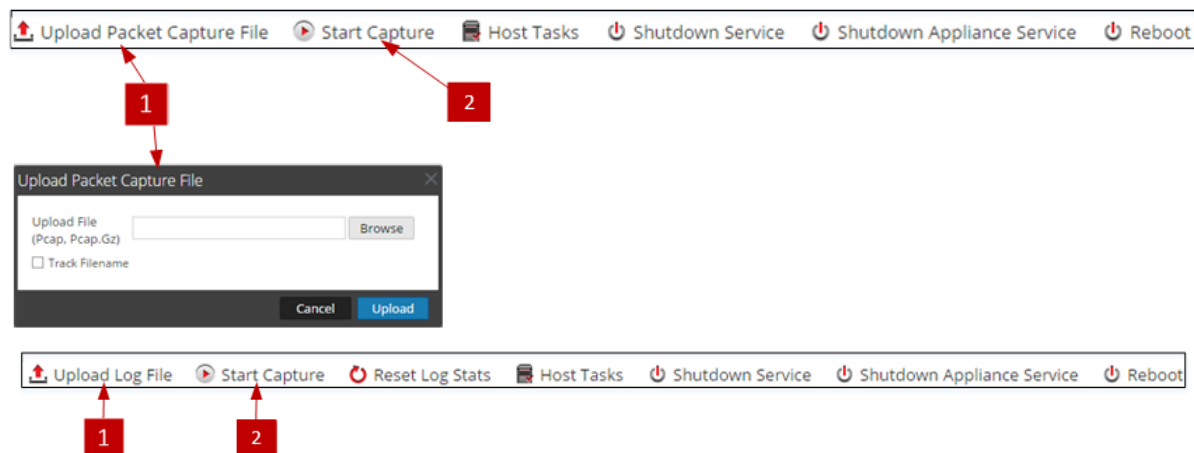 Upload Packet Capture File Start Capture Host Tasks Shutdown Service Shutdown Appliance Service Reboot
1
2
Upload Packet Capture File
Upload File
Browse
(Pcap, Pcap.Gz)
Track Filename
Cancel Upload
Upload Log File Start Capture Reset Log Stats Host Tasks Shutdown Service Shutdown Appliance Service Reboot
1
2